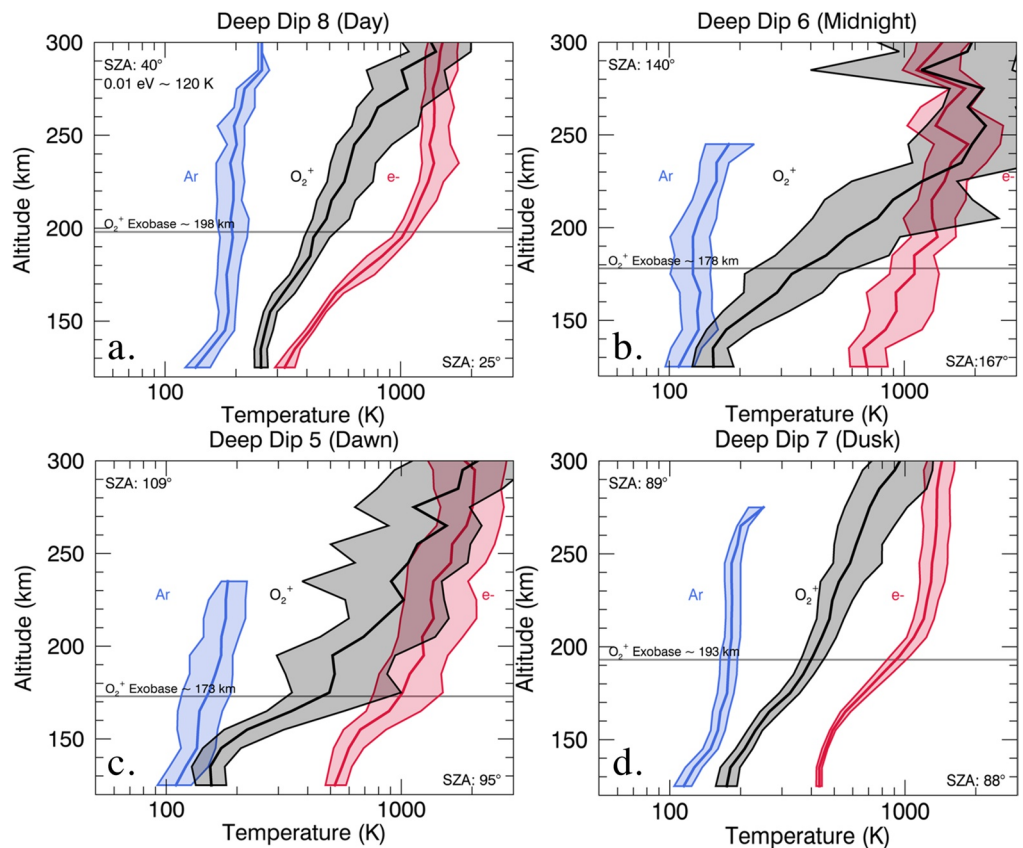 Deep Dip 8 (Day)
300
250
200
150
Altitude (km)
SZA: 40°
0.01 eV ~ 120 K
Ar
O₂⁺
e-
O₂⁺ Exobase ~ 198 km
a.
SZA: 25°
100
1000
Temperature (K)
Deep Dip 6 (Midnight)
300
250
200
150
Altitude (km)
SZA: 140°
Ar
O₂⁺
e-
O₂⁺ Exobase ~ 178 km
b.
SZA:167°
100
1000
Temperature (K)
Deep Dip 5 (Dawn)
300
250
200
150
Altitude (km)
SZA: 109°
Ar
O₂⁺
e-
O₂⁺ Exobase ~ 173 km
c.
SZA: 95°
100
1000
Temperature (K)
Deep Dip 7 (Dusk)
300
250
200
150
Altitude (km)
SZA: 89°
Ar
O₂⁺
e-
O₂⁺ Exobase ~ 193 km
d.
SZA: 88°
100
1000
Temperature (K)